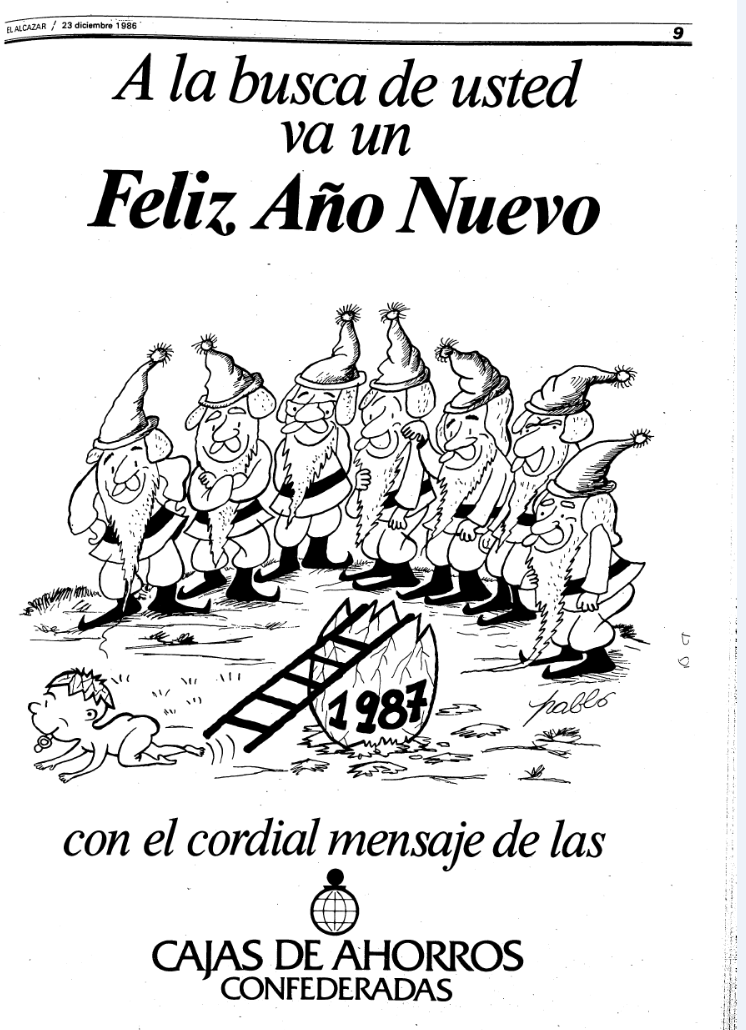 EL ALCAZAR / 23 diciembre 1986
9
A la busca de usted
va un
Feliz Año Nuevo
1987
pablo
con el cordial mensaje de las
CAJAS DE AHORROS
CONFEDERADAS